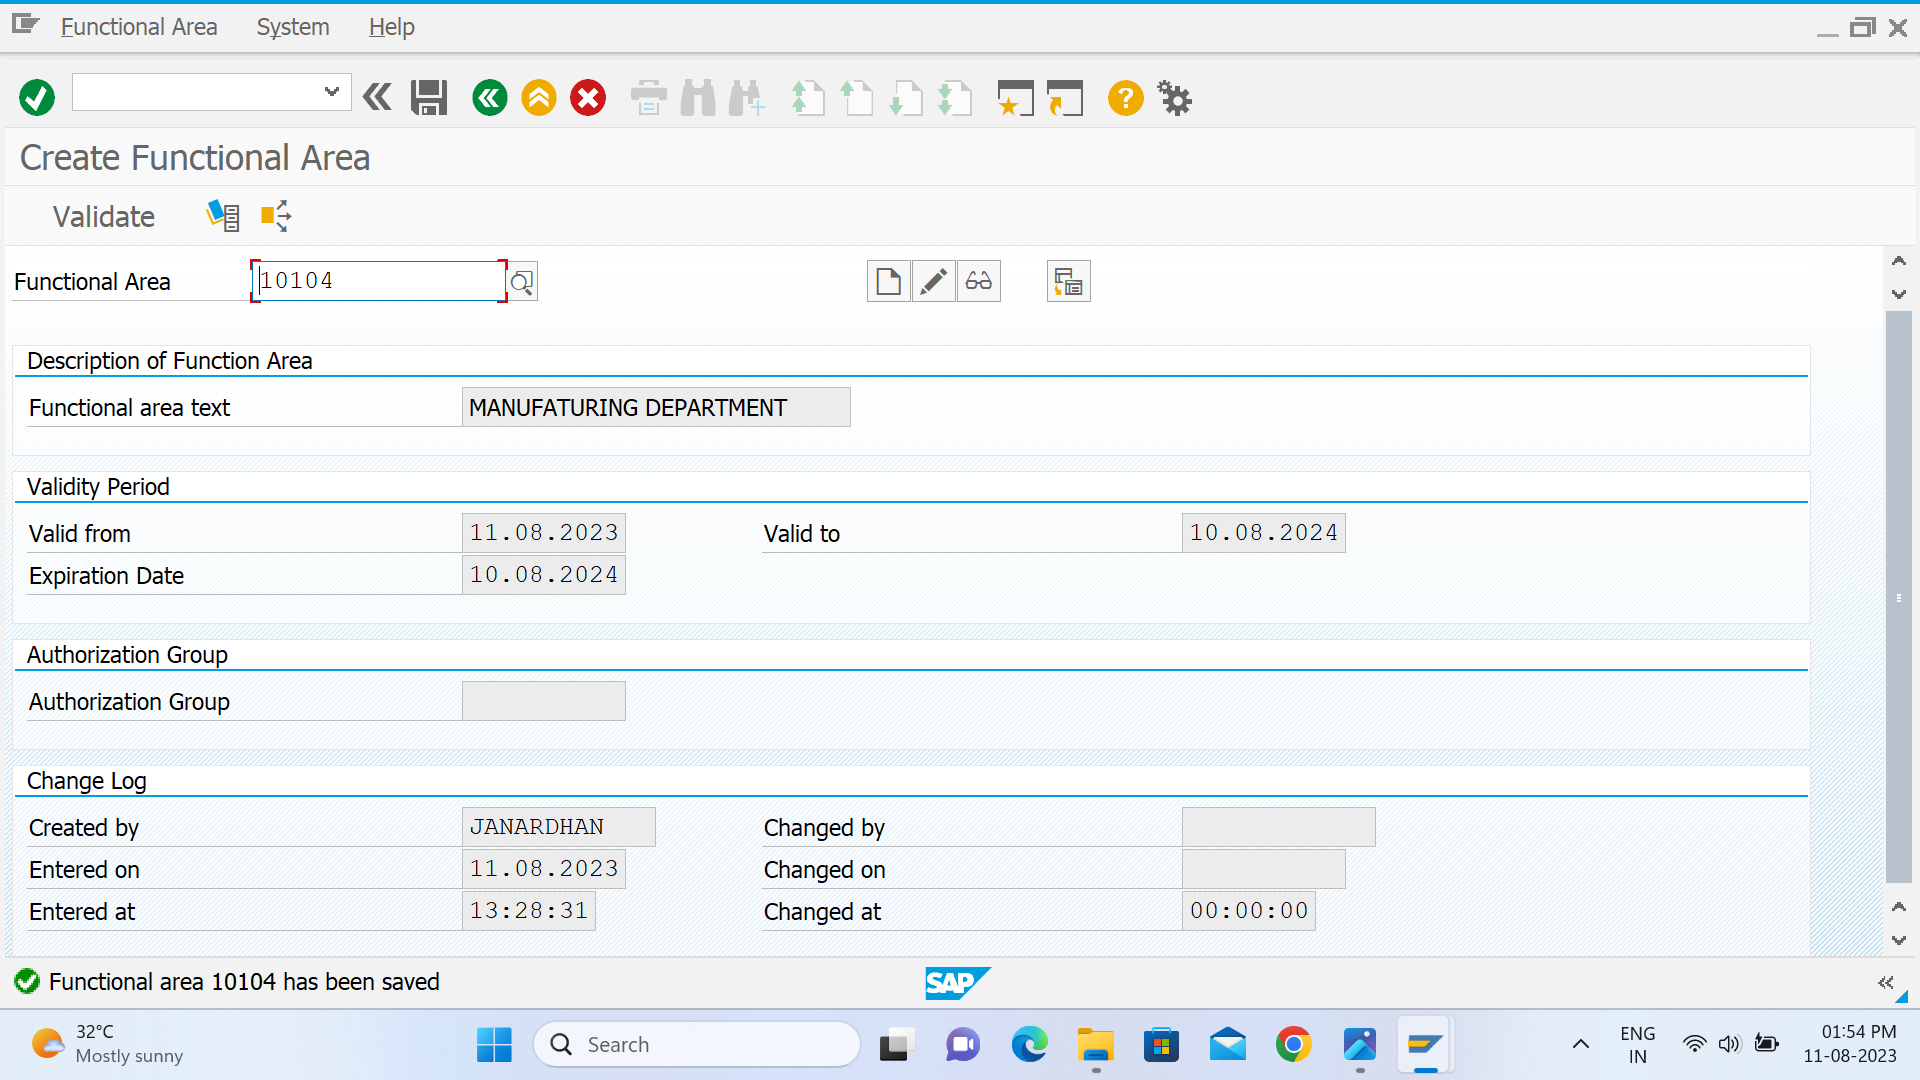 Functional Area System Help
Create Functional Area
Validate
Functional Area 10104
Description of Function Area
Functional area text MANUFATURING DEPARTMENT
Validity Period
Valid from 11.08.2023 Valid to 10.08.2024
Expiration Date 10.08.2024
Authorization Group
Authorization Group
Change Log
Created by JANARDHAN Changed by
Entered on 11.08.2023 Changed on
Entered at 13:28:31 Changed at 00:00:00
Functional area 10104 has been saved SAP
32°C
Mostly sunny
Search
ENG
IN
01:54 PM
11-08-2023